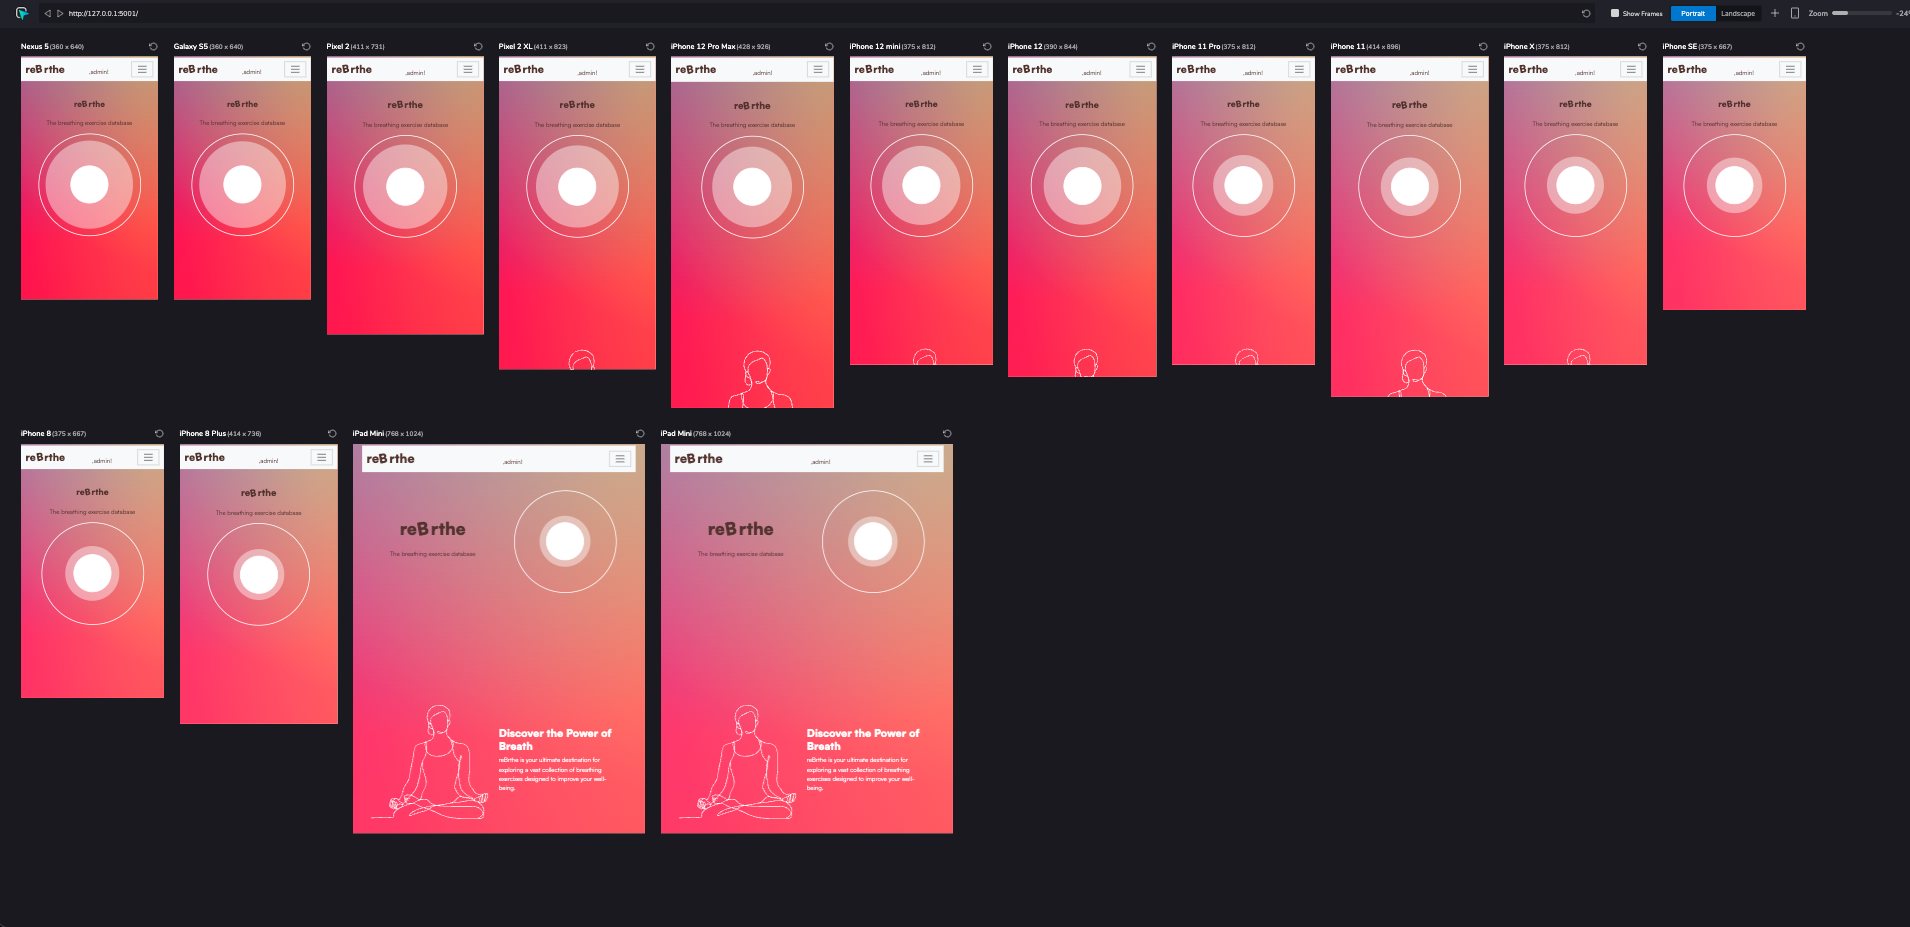 http://127.0.0.1:5001/
Show Frames
Portrait
Landscape
Zoom
-24%
Nexus 5 (360 x 640)
Galaxy S5 (360 x 640)
Pixel 2 (411 x 731)
Pixel 2 XL (411 x 823)
iPhone 12 Pro Max (428 x 926)
iPhone 12 mini (375 x 812)
iPhone 12 (390 x 844)
iPhone 11 Pro (375 x 812)
iPhone 11 (414 x 896)
iPhone X (375 x 812)
iPhone SE (375 x 667)
reBrthe
,admin!
reBrthe
,admin!
reBrthe
,admin!
reBrthe
,admin!
reBrthe
,admin!
reBrthe
,admin!
reBrthe
,admin!
reBrthe
,admin!
reBrthe
,admin!
reBrthe
,admin!
reBrthe
,admin!
reBrthe
reBrthe
reBrthe
reBrthe
reBrthe
reBrthe
reBrthe
reBrthe
reBrthe
reBrthe
reBrthe
The breathing exercise database
The breathing exercise database
The breathing exercise database
The breathing exercise database
The breathing exercise database
The breathing exercise database
The breathing exercise database
The breathing exercise database
The breathing exercise database
The breathing exercise database
The breathing exercise database
iPhone 8 (375 x 667)
iPhone 8 Plus (414 x 736)
iPad Mini (768 x 1024)
iPad Mini (768 x 1024)
reBrthe
,admin!
reBrthe
,admin!
reBrthe
,admin!
reBrthe
,admin!
reBrthe
The breathing exercise database
reBrthe
The breathing exercise database
reBrthe
The breathing exercise database
Discover the Power of
Breath
reBrthe is your ultimate destination for
exploring a vast collection of breathing
exercises designed to improve your well-
being.
reBrthe
The breathing exercise database
Discover the Power of
Breath
reBrthe is your ultimate destination for
exploring a vast collection of breathing
exercises designed to improve your well-
being.